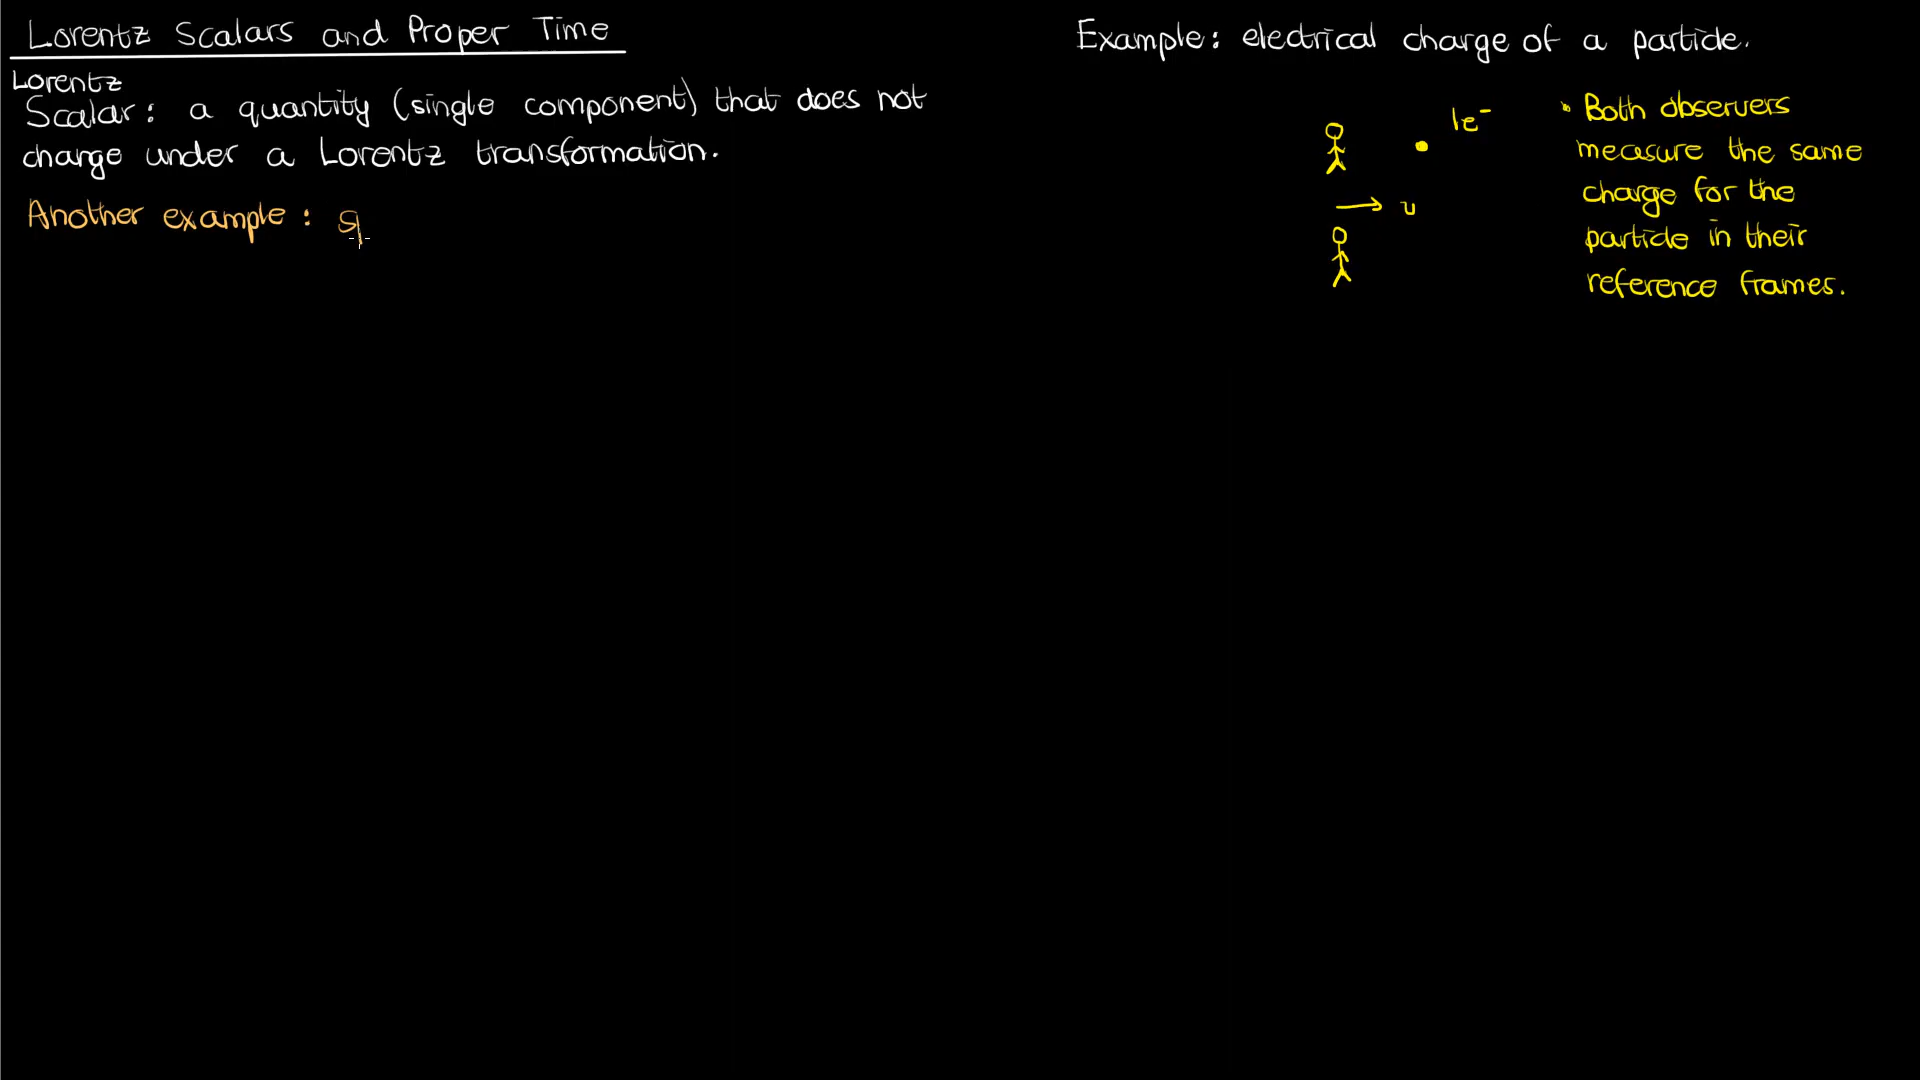 Lorentz Scalars and Proper Time
Lorentz
Scalar: a quantity (single component) that does not
charge under a Lorentz transformation.
Another example: s
Example: electrical charge of a particle.
1e⁻
u
• Both observers
measure the same
charge for the
particle in their
reference frames.